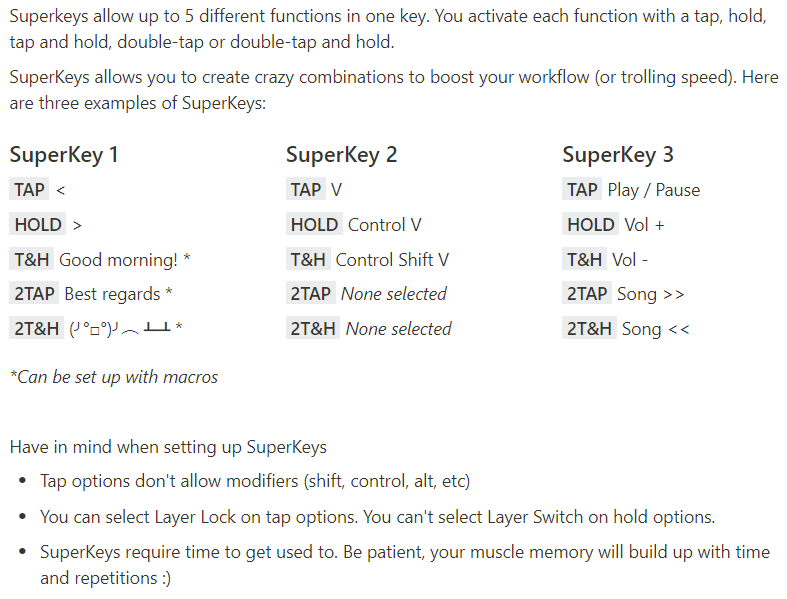 Superkeys allow up to 5 different functions in one key. You activate each function with a tap, hold,
tap and hold, double-tap or double-tap and hold.
SuperKeys allows you to create crazy combinations to boost your workflow (or trolling speed). Here
are three examples of SuperKeys:
SuperKey 1
TAP <
HOLD >
T&H Good morning! *
2TAP Best regards *
2T&H (╯°□°)╯︵ ┻┻ *
SuperKey 2
TAP V
HOLD Control V
T&H Control Shift V
2TAP None selected
2T&H None selected
SuperKey 3
TAP Play / Pause
HOLD Vol +
T&H Vol -
2TAP Song >>
2T&H Song <<
*Can be set up with macros
Have in mind when setting up SuperKeys
• Tap options don't allow modifiers (shift, control, alt, etc)
• You can select Layer Lock on tap options. You can't select Layer Switch on hold options.
• SuperKeys require time to get used to. Be patient, your muscle memory will build up with time
and repetitions :)